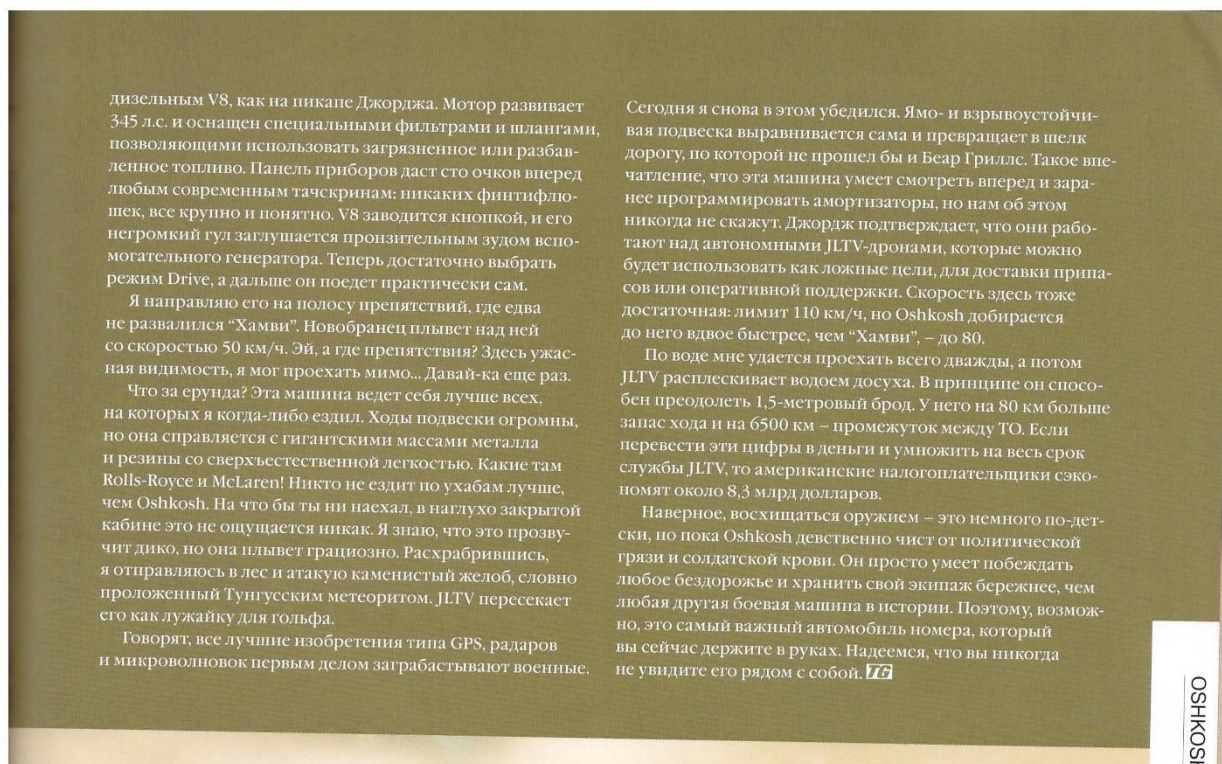 дизельным V8, как на пикапе Джорджа. Мотор развивает
345 л.с. и оснащен специальными фильтрами и шлангами,
позволяющими использовать загрязненное или разбав-
ленное топливо. Панель приборов даст сто очков вперед
любым современным тачскринам: никаких финтифлю-
шек, все крупно и понятно. V8 заводится кнопкой, и его
негромкий гул заглушается пронзительным зудом вспо-
могательного генератора. Теперь достаточно выбрать
режим Drive, а дальше он поедет практически сам.
Я направляю его на полосу препятствий, где едва
не развалился “Хамви”. Новобранец плывет над ней
со скоростью 50 км/ч. Эй, а где препятствия? Здесь ужас-
ная видимость, я мог проехать мимо... Давай-ка еще раз.
Что за ерунда? Эта машина ведет себя лучше всех,
на которых я когда-либо ездил. Ходы подвески огромны,
но она справляется с гигантскими массами металла
и резины со сверхъестественной легкостью. Какие там
Rolls-Royce и McLaren! Никто не ездит по ухабам лучше,
чем Oshkosh. На что бы ты ни наехал, в наглухо закрытой
кабине это не ощущается никак. Я знаю, что это прозву-
чит дико, но она плывет грациозно. Расхрабрившись,
я отправляюсь в лес и атакую каменистый желоб, словно
проложенный Тунгусским метеоритом. JLTV пересекает
его как лужайку для гольфа.
Говорят, все лучшие изобретения типа GPS, радаров
и микроволновок первым делом заграбастывают военные.
Сегодня я снова в этом убедился. Ямо- и взрывоустойчи-
вая подвеска выравнивается сама и превращает в шелк
дорогу, по которой не прошел бы и Беар Гриллс. Такое впе-
чатление, что эта машина умеет смотреть вперед и зара-
нее программировать амортизаторы, но нам об этом
никогда не скажут. Джордж подтверждает, что они рабо-
тают над автономными JLTV-дронами, которые можно
будет использовать как ложные цели, для доставки припа-
сов или оперативной поддержки. Скорость здесь тоже
достаточная: лимит 110 км/ч, но Oshkosh добирается
до него вдвое быстрее, чем “Хамви”, – до 80.
По воде мне удается проехать всего дважды, а потом
JLTV расплескивает водоем досуха. В принципе он спосо-
бен преодолеть 1,5-метровый брод. У него на 80 км больше
запас хода и на 6500 км – промежуток между ТО. Если
перевести эти цифры в деньги и умножить на весь срок
службы JLTV, то американские налогоплательщики сэко-
номят около 8,3 млрд долларов.
Наверное, восхищаться оружием – это немного по-дет-
ски, но пока Oshkosh девственно чист от политической
грязи и солдатской крови. Он просто умеет побеждать
любое бездорожье и хранить свой экипаж бережнее, чем
любая другая боевая машина в истории. Поэтому, возмож-
но, это самый важный автомобиль номера, который
вы сейчас держите в руках. Надеемся, что вы никогда
не увидите его рядом с собой. TG
OSHKOSH